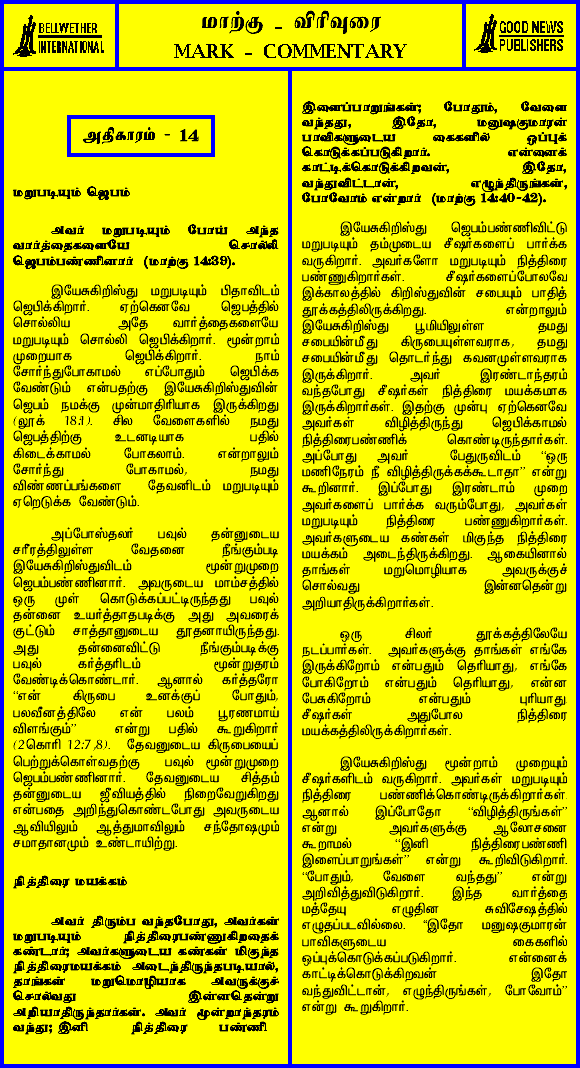 BELLWETHER
INTERNATIONAL
மாற்கு - விரிவுரை
MARK - COMMENTARY
GOOD NEWS
PUBLISHERS
அதிகாரம் - 14
மறுபடியும் ஜெபம்
அவர் மறுபடியும் போய் அந்த
வார்த்தைகளையே சொல்லி
ஜெபம்பண்ணினார் (மாற்கு 14:39).
இயேசுகிறிஸ்து மறுபடியும் பிதாவிடம்
ஜெபிக்கிறார். ஏற்கெனவே ஜெபத்தில்
சொல்லிய அதே வார்த்தைகளையே
மறுபடியும் சொல்லி ஜெபிக்கிறார். மூன்றாம்
முறையாக ஜெபிக்கிறார். நாம்
சோர்ந்துபோகாமல் எப்போதும் ஜெபிக்க
வேண்டும் என்பதற்கு இயேசுகிறிஸ்துவின்
ஜெபம் நமக்கு முன்மாதிரியாக இருக்கிறது
(லூக் 18:1). சில வேளைகளில் நமது
ஜெபத்திற்கு உடனடியாக பதில்
கிடைக்காமல் போகலாம். என்றாலும்
சோர்ந்து போகாமல், நமது
விண்ணப்பங்களை தேவனிடம் மறுபடியும்
ஏறெடுக்க வேண்டும்.
அப்போஸ்தலர் பவுல் தன்னுடைய
சரீரத்திலுள்ள வேதனை நீங்கும்படி
இயேசுகிறிஸ்துவிடம் மூன்றுமுறை
ஜெபம்பண்ணினார். அவருடைய மாம்சத்தில்
ஒரு முள் கொடுக்கப்பட்டிருந்தது பவுல்
தன்னை உயர்த்தாதபடிக்கு அது அவரைக்
குட்டும் சாத்தானுடைய தூதனாயிருந்தது.
அது தன்னைவிட்டு நீங்கும்படிக்கு
பவுல் கர்த்தரிடம் மூன்றுதரம்
வேண்டிக்கொண்டார். ஆனால் கர்த்தரோ
“என் கிருபை உனக்குப் போதும்,
பலவீனத்திலே என் பலம் பூரணமாய்
விளங்கும்” என்று பதில் கூறுகிறார்
(2கொரி 12:7,8). தேவனுடைய கிருபையைப்
பெற்றுக்கொள்வதற்கு பவுல் மூன்றுமுறை
ஜெபம்பண்ணினார். தேவனுடைய சித்தம்
தன்னுடைய ஜீவியத்தில் நிறைவேறுகிறது
என்பதை அறிந்துகொண்டபோது அவருடைய
ஆவியிலும் ஆத்துமாவிலும் சந்தோஷமும்
சமாதானமும் உண்டாயிற்று.
நித்திரை மயக்கம்
அவர் திரும்ப வந்தபோது, அவர்கள்
மறுபடியும் நித்திரைபண்ணுகிறதைக்
கண்டார்; அவர்களுடைய கண்கள் மிகுந்த
நித்திரைமயக்கம் அடைந்திருந்தபடியால்,
தாங்கள் மறுமொழியாக அவருக்குச்
சொல்வது இன்னதென்று
அறியாதிருந்தார்கள். அவர் மூன்றாந்தரம்
வந்து; இனி நித்திரை பண்ணி
இளைப்பாறுங்கள்; போதும், வேளை
வந்தது, இதோ, மனுஷகுமாரன்
பாவிகளுடைய கைகளில் ஒப்புக்
கொடுக்கப்படுகிறார். என்னைக்
காட்டிக்கொடுக்கிறவன், இதோ,
வந்துவிட்டான், எழுந்திருங்கள்,
போவோம் என்றார் (மாற்கு 14:40-42).
இயேசுகிறிஸ்து ஜெபம்பண்ணிவிட்டு
மறுபடியும் தம்முடைய சீஷர்களைப் பார்க்க
வருகிறார். அவர்களோ மறுபடியும் நித்திரை
பண்ணுகிறார்கள். சீஷர்களைப்போலவே
இக்காலத்தில் கிறிஸ்துவின் சபையும் பாதித்
தூக்கத்திலிருக்கிறது. என்றாலும்
இயேசுகிறிஸ்து பூமியிலுள்ள தமது
சபையின்மீது கிருபையுள்ளவராக, தமது
சபையின்மீது தொடர்ந்து கவனமுள்ளவராக
இருக்கிறார். அவர் இரண்டாந்தரம்
வந்தபோது சீஷர்கள் நித்திரை மயக்கமாக
இருக்கிறார்கள். இதற்கு முன்பு ஏற்கெனவே
அவர்கள் விழித்திருந்து ஜெபிக்காமல்
நித்திரைபண்ணிக் கொண்டிருந்தார்கள்.
அப்போது அவர் பேதுருவிடம் “ஒரு
மணிநேரம் நீ விழித்திருக்கக்கூடாதா” என்று
கூறினார். இப்போது இரண்டாம் முறை
அவர்களைப் பார்க்க வரும்போது, அவர்கள்
மறுபடியும் நித்திரை பண்ணுகிறார்கள்.
அவர்களுடைய கண்கள் மிகுந்த நித்திரை
மயக்கம் அடைந்திருக்கிறது. ஆகையினால்
தாங்கள் மறுமொழியாக அவருக்குச்
சொல்வது இன்னதென்று
அறியாதிருக்கிறார்கள்.
ஒரு சிலர் தூக்கத்திலேயே
நடப்பார்கள். அவர்களுக்கு தாங்கள் எங்கே
இருக்கிறோம் என்பதும் தெரியாது, எங்கே
போகிறோம் என்பதும் தெரியாது, என்ன
பேசுகிறோம் என்பதும் புரியாது.
சீஷர்கள் அதுபோல நித்திரை
மயக்கத்திலிருக்கிறார்கள்.
இயேசுகிறிஸ்து மூன்றாம் முறையும்
சீஷர்களிடம் வருகிறார். அவர்கள் மறுபடியும்
நித்திரை பண்ணிக்கொண்டிருக்கிறார்கள்.
ஆனால் இப்போதோ “விழித்திருங்கள்”
என்று அவர்களுக்கு ஆலோசனை
கூறாமல் “இனி நித்திரைபண்ணி
இளைப்பாறுங்கள்” என்று கூறிவிடுகிறார்.
“போதும், வேளை வந்தது” என்று
அறிவித்துவிடுகிறார். இந்த வார்த்தை
மத்தேயு எழுதின சுவிசேஷத்தில்
எழுதப்படவில்லை. “இதோ மனுஷகுமாரன்
பாவிகளுடைய கைகளில்
ஒப்புக்கொடுக்கப்படுகிறார். என்னைக்
காட்டிக்கொடுக்கிறவன் இதோ
வந்துவிட்டான், எழுந்திருங்கள், போவோம்”
என்று கூறுகிறார்.